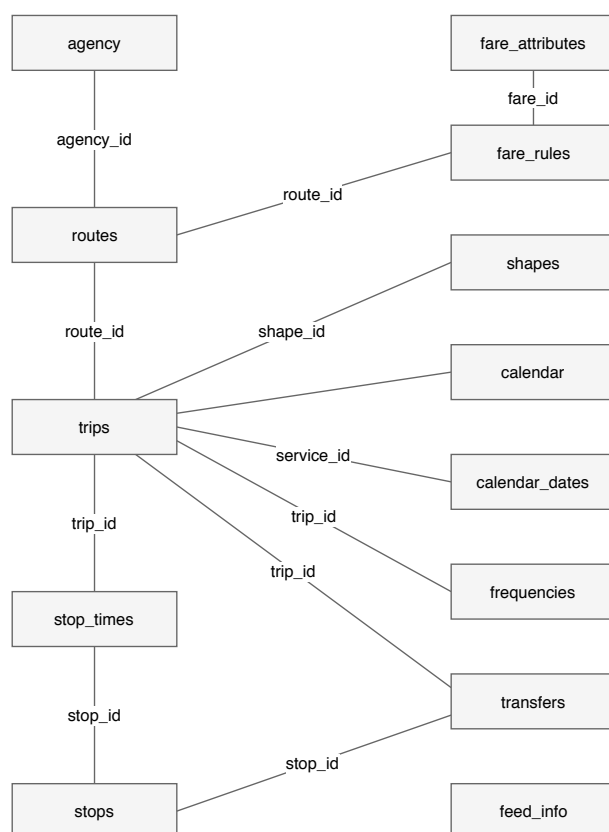 agency
fare_attributes
fare_id
agency_id
fare_rules
route_id
routes
shapes
route_id
shape_id
calendar
trips
service_id
calendar_dates
trip_id
trip_id
trip_id
frequencies
stop_times
transfers
stop_id
stop_id
stops
feed_info